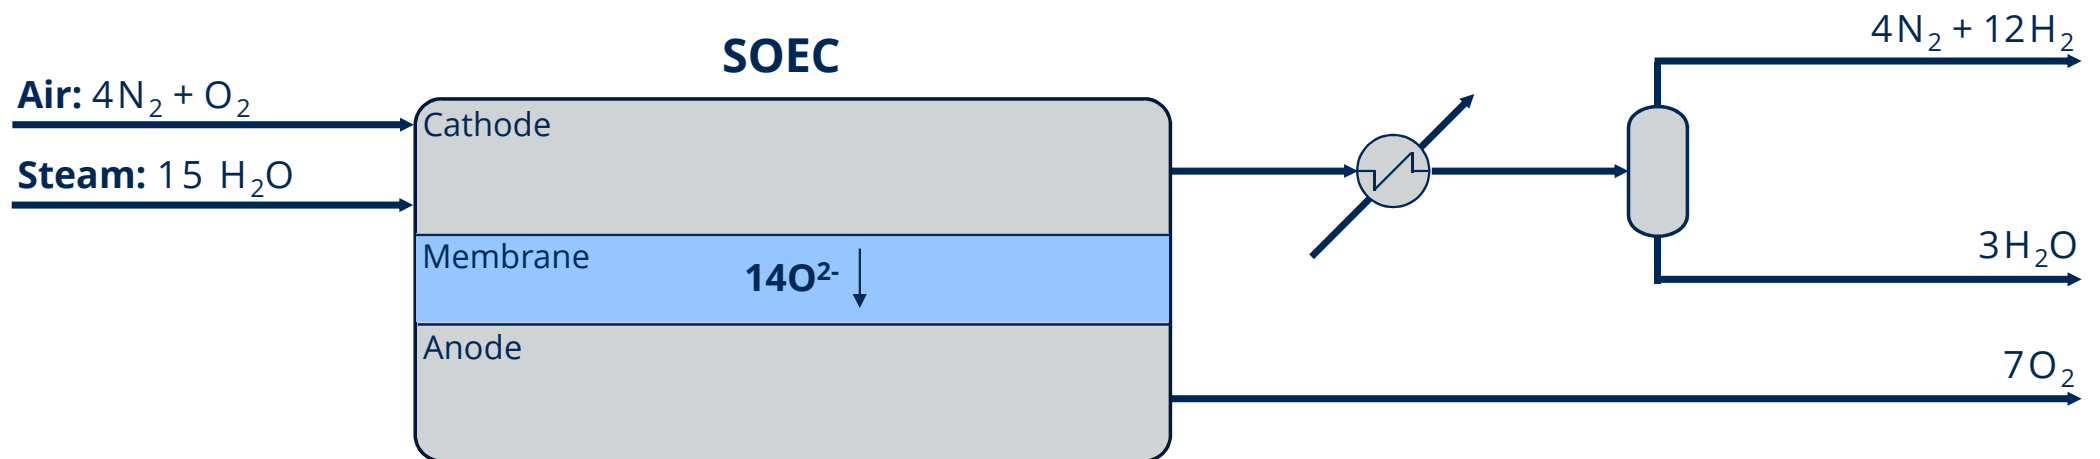 SOEC
Air: 4N₂ + O₂
Steam: 15 H₂O
Cathode
Membrane
14O²⁻
Anode
4N₂ + 12H₂
3H₂O
7O₂